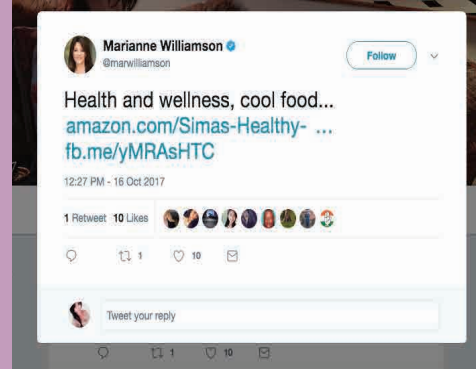 Marianne Williamson
@marwilliamson
Follow
Health and wellness, cool food...
amazon.com/Simas-Healthy- ...
fb.me/yMRAsHTC
12:27 PM - 16 Oct 2017
1 Retweet 10 Likes
1 10
Tweet your reply
1 10